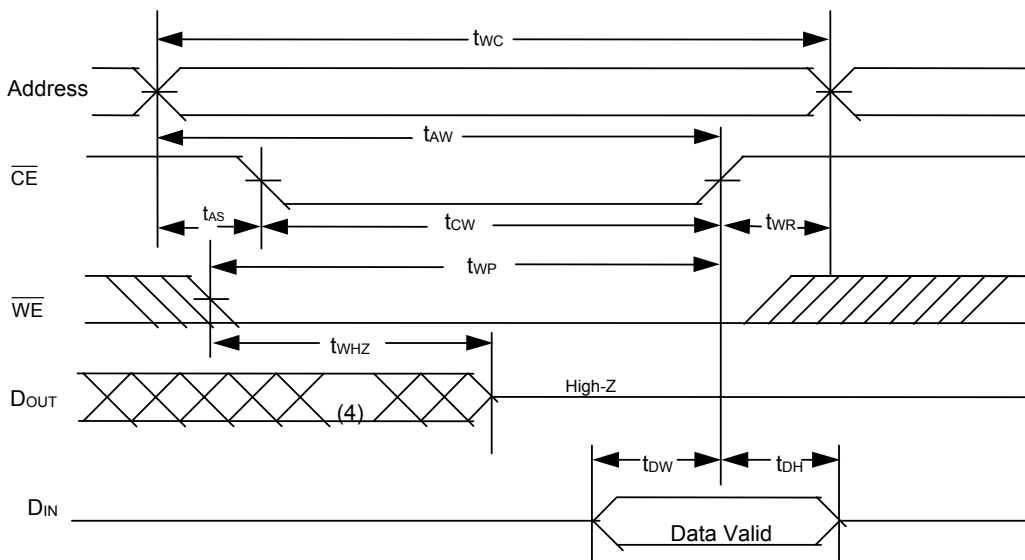 tWC
Address
tAW
CE
tAS
tCW
tWR
tWP
WE
tWHZ
DOUT
(4)
High-Z
tDW
tDH
DIN
Data Valid